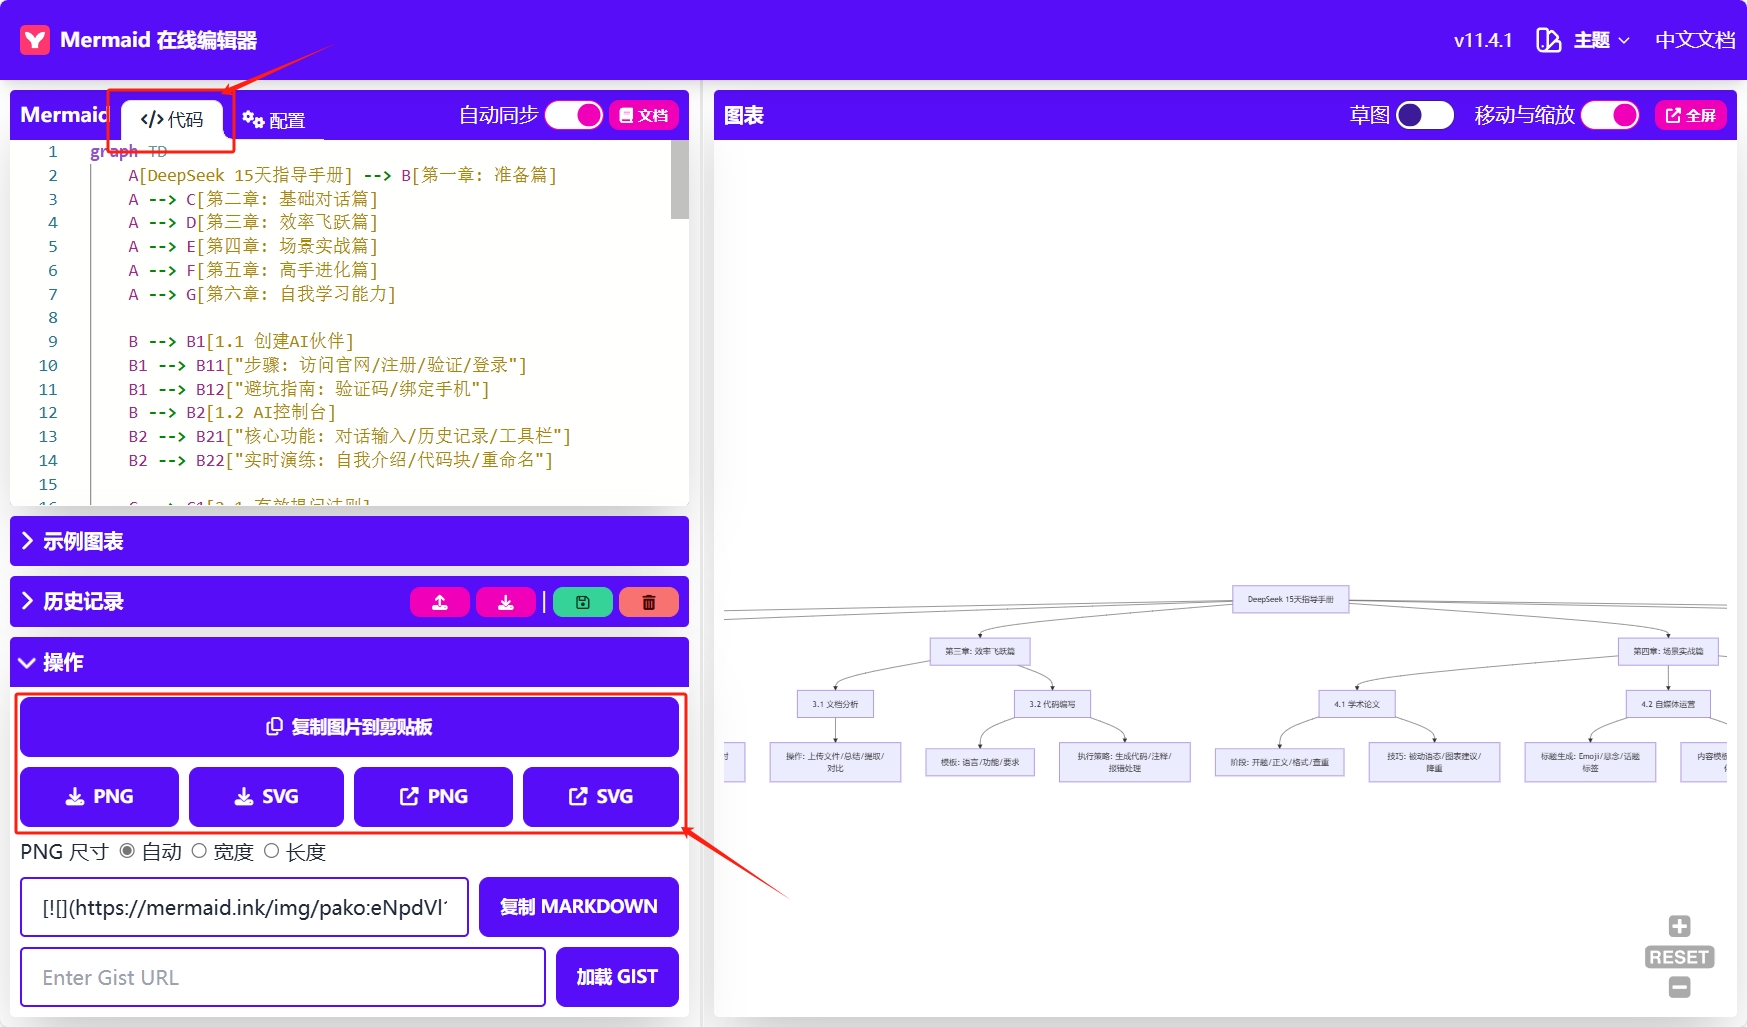 Mermaid 在线编辑器
v11.4.1
主题
中文文档
Mermaid
代码
配置
自动同步
文档
1 graph TD
2 A[DeepSeek 15天指导手册] --> B[第一章: 准备篇]
3 A --> C[第二章: 基础对话篇]
4 A --> D[第三章: 效率飞跃篇]
5 A --> E[第四章: 场景实战篇]
6 A --> F[第五章: 高手进化篇]
7 A --> G[第六章: 自我学习能力]
8
9 B --> B1[1.1 创建AI伙伴]
10 B1 --> B11["步骤: 访问官网/注册/验证/登录"]
11 B1 --> B12["避坑指南: 验证码/绑定手机"]
12 B --> B2[1.2 AI控制台]
13 B2 --> B21["核心功能: 对话输入/历史记录/工具栏"]
14 B2 --> B22["实时演练: 自我介绍/代码块/重命名"]
15
示例图表
历史记录
操作
复制图片到剪贴板
PNG
SVG
PNG
SVG
PNG 尺寸 自动 宽度 长度
[![](https://mermaid.ink/img/pako:eNpdVl
复制 MARKDOWN
Enter Gist URL
加载 GIST
图表
草图
移动与缩放
全屏
DeepSeek 15天指导手册
第三章: 效率飞跃篇
第四章: 场景实战篇
3.1 文档分析
3.2 代码编写
4.1 学术论文
4.2 自媒体运营
操作: 上传文件/总结/提取/
对比
模板: 语言/功能/要求
执行策略: 生成代码/注释/
报错处理
阶段: 开题/正文/格式/查重
技巧: 被动语态/图表建议/
降重
标题生成: Emoji/悬念/话题
标签
内容模板
RESET